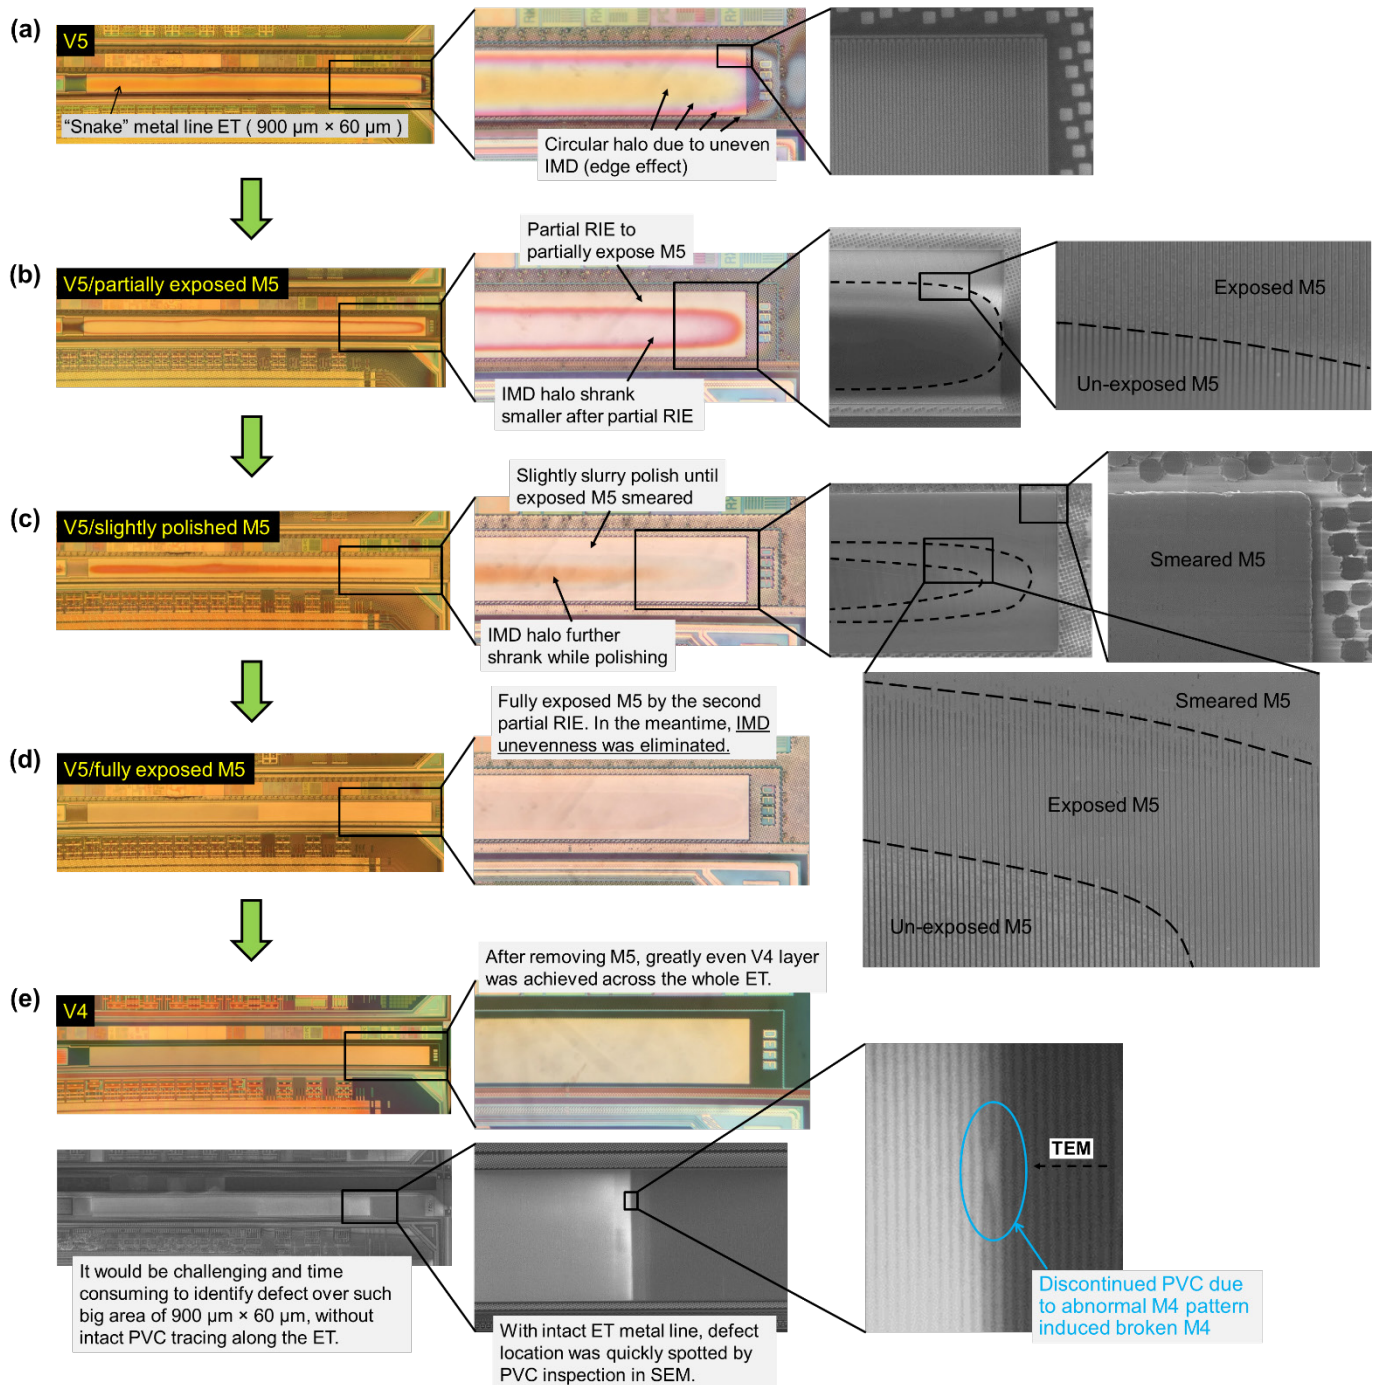 (a)
V5
"Snake" metal line ET ( 900 µm × 60 µm )
Circular halo due to uneven
IMD (edge effect)
(b)
V5/partially exposed M5
Partial RIE to
partially expose M5
IMD halo shrank
smaller after partial RIE
Exposed M5
Un-exposed M5
(c)
V5/slightly polished M5
Slightly slurry polish until
exposed M5 smeared
IMD halo further
shrank while polishing
Smeared M5
Smeared M5
Exposed M5
Un-exposed M5
(d)
V5/fully exposed M5
Fully exposed M5 by the second
partial RIE. In the meantime, IMD
unevenness was eliminated.
(e)
V4
After removing M5, greatly even V4 layer
was achieved across the whole ET.
It would be challenging and time
consuming to identify defect over such
big area of 900 µm × 60 µm, without
intact PVC tracing along the ET.
With intact ET metal line, defect
location was quickly spotted by
PVC inspection in SEM.
TEM
Discontinued PVC due
to abnormal M4 pattern
induced broken M4